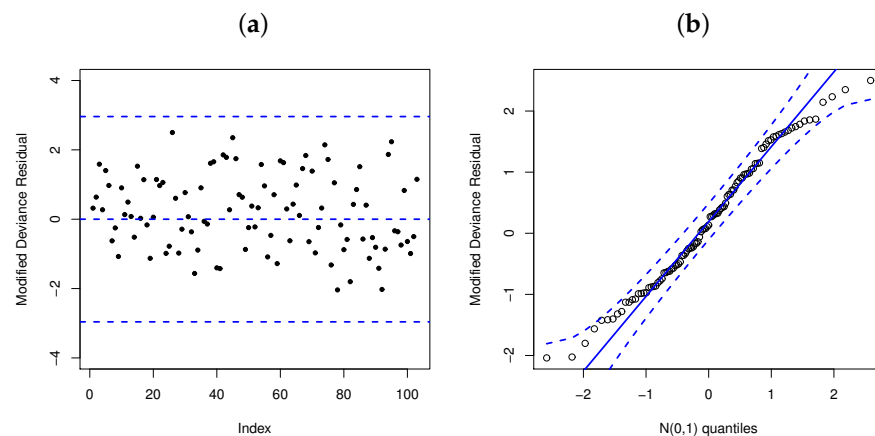 (a)
(b)
Modified Deviance Residual
4
2
0
−2
−4
0 20 40 60 80 100
Index
Modified Deviance Residual
2
1
0
−1
−2
−2 −1 0 1 2
N(0,1) quantiles